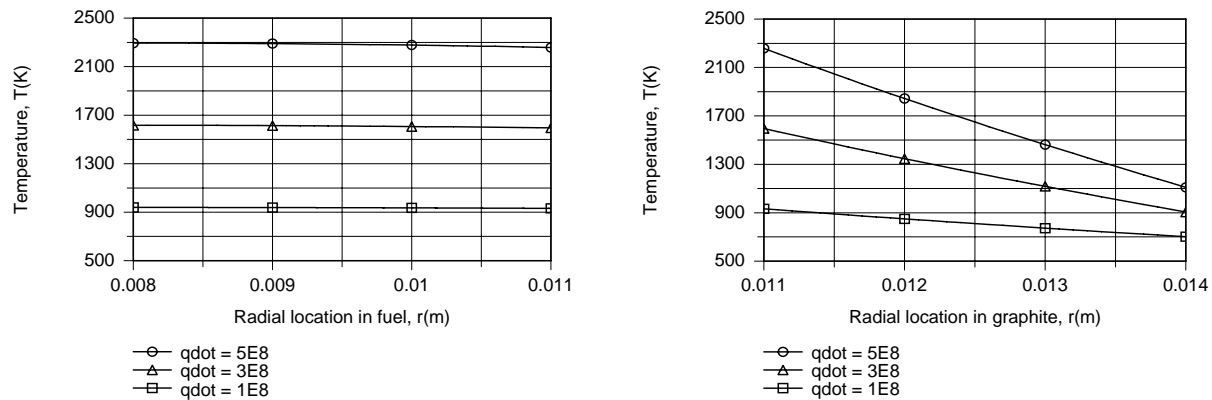 Temperature, T(K)
2500
2100
1700
1300
900
500
0.008
0.009
0.01
0.011
Radial location in fuel, r(m)
qdot = 5E8
qdot = 3E8
qdot = 1E8
Temperature, T(K)
2500
2100
1700
1300
900
500
0.011
0.012
0.013
0.014
Radial location in graphite, r(m)
qdot = 5E8
qdot = 3E8
qdot = 1E8